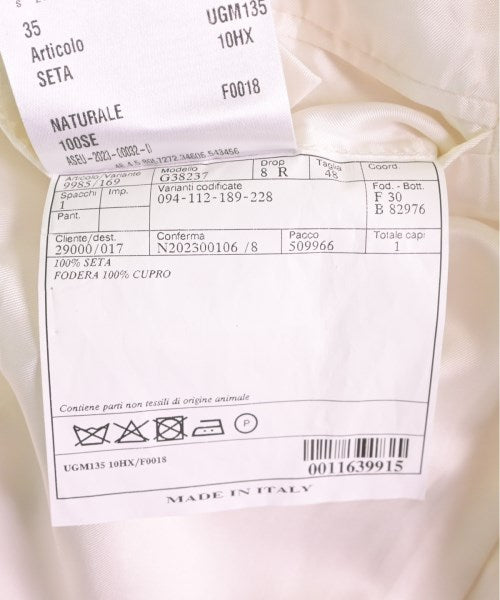 35 UGM135
Articolo 10HX
SETA
F0018
NATURALE
100SE
Articolo/Variante Modello Drop Taglia Coord.
9985/169 G38237 8 R 48
Spacchi Imp. Varianti codificate Fod. - Bott.
1 094-112-189-228 F 30
Pant. B 82976
Cliente/dest. Conferma Pacco Totale capi
29000/017 N202300106 /8 509966 1
100% SETA
FODERA 100% CUPRO
Contiene parti non tessili di origine animale
P
UGM135 10HX/F0018
0011639915
MADE IN ITALY